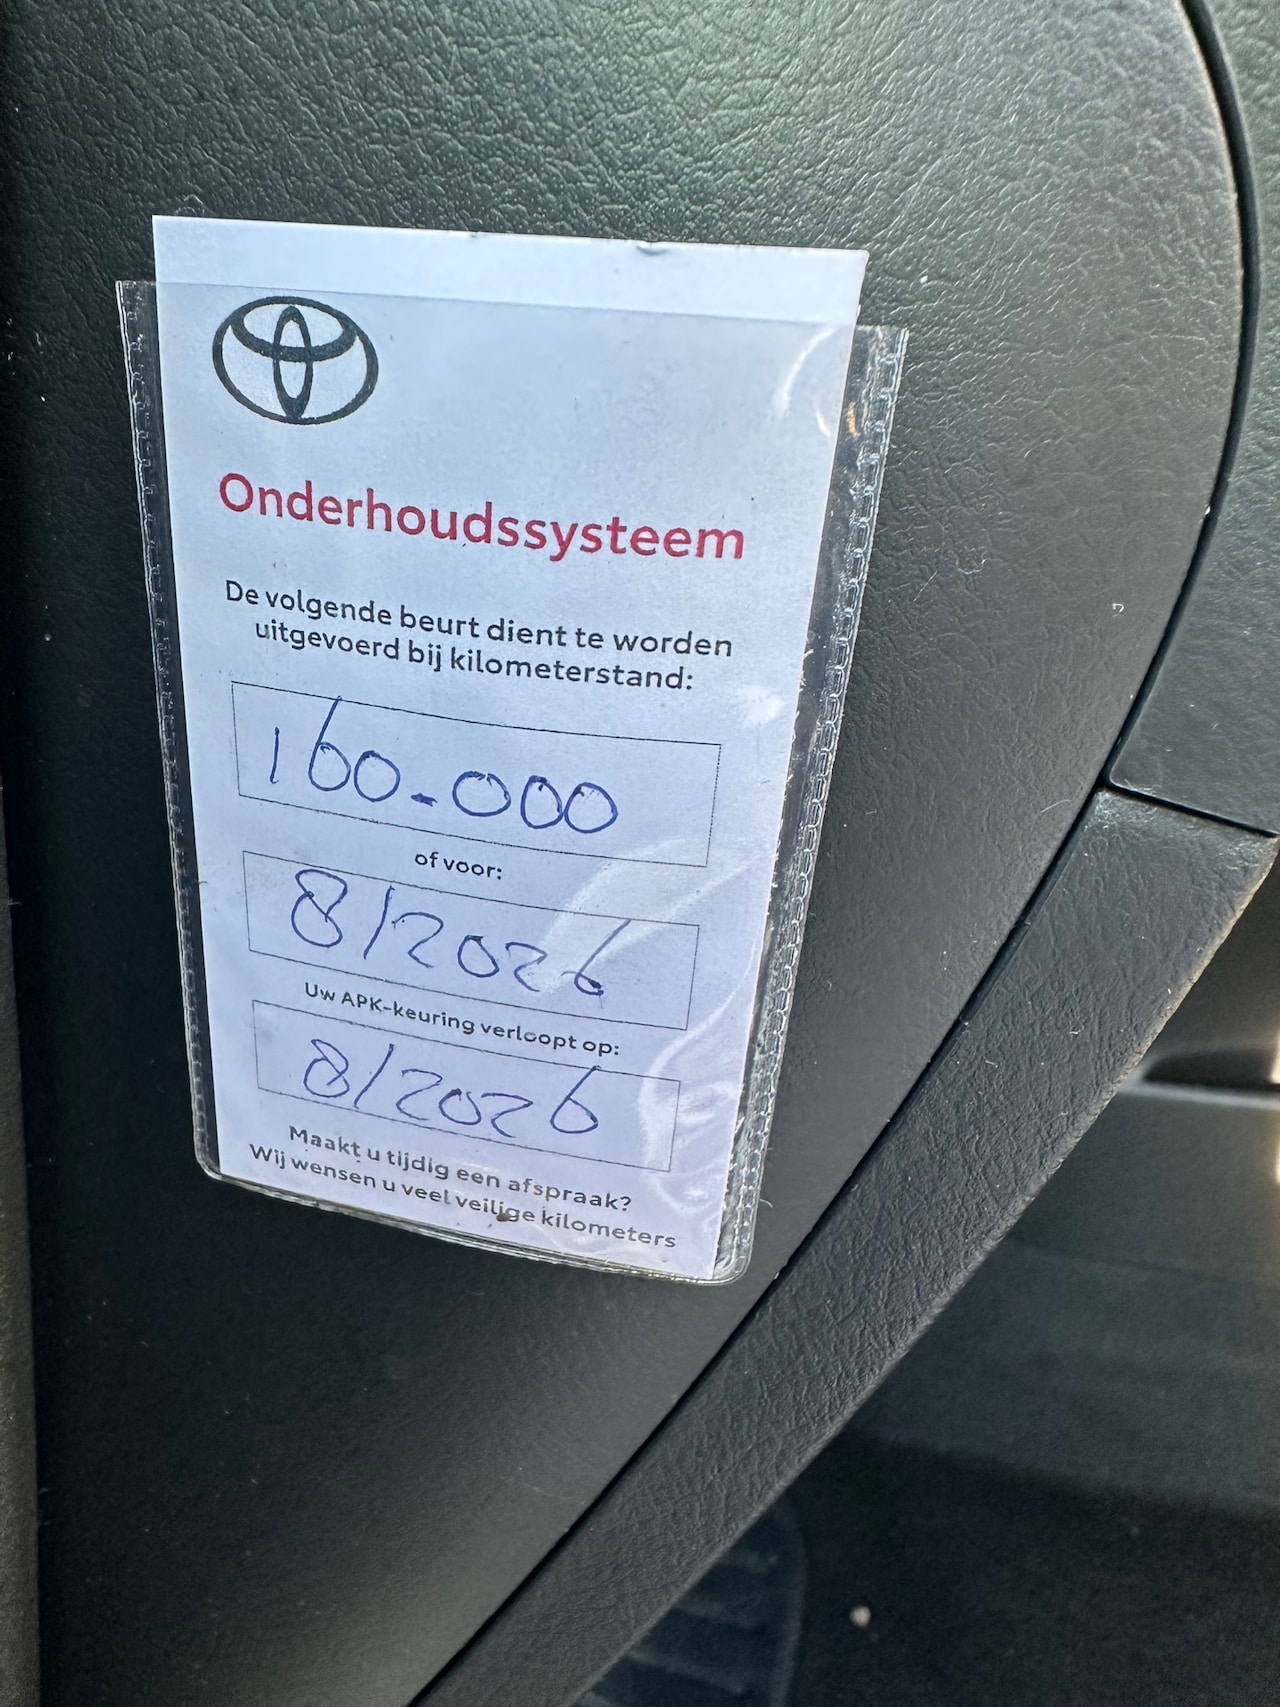 Onderhoudssysteem
De volgende beurt dient te worden
uitgevoerd bij kilometerstand:
160.000
of voor:
8/2026
Uw APK-keuring verloopt op:
8/2026
Maakt u tijdig een afspraak?
Wij wensen u veel veilige kilometers